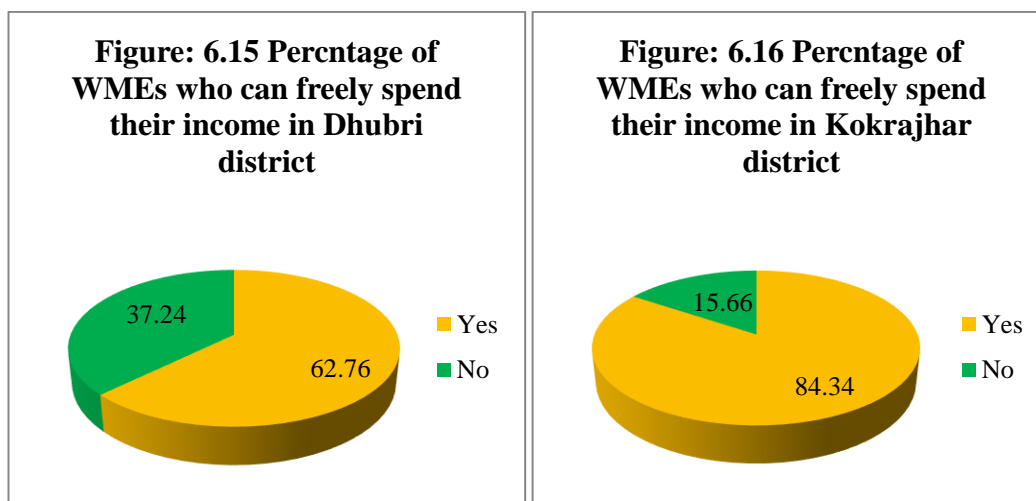 Figure: 6.15 Percntage of
WMEs who can freely spend
their income in Dhubri
district
37.24
62.76
Yes
No
Figure: 6.16 Percntage of
WMEs who can freely spend
their income in Kokrajhar
district
15.66
84.34
Yes
No